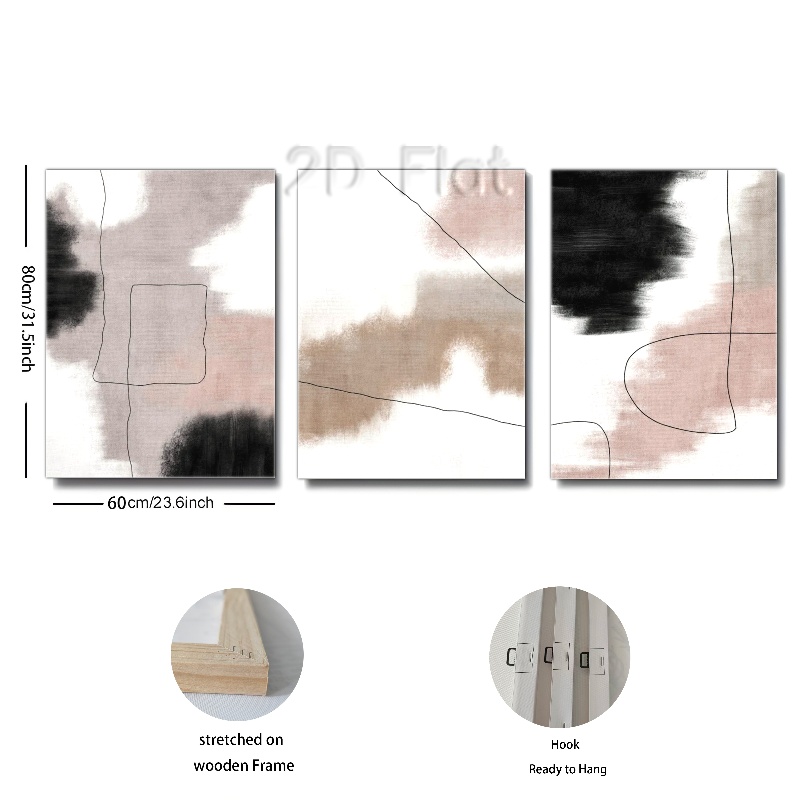 2D Flat
80cm/31.5inch
60cm/23.6inch
stretched on
wooden Frame
Hook
Ready to Hang